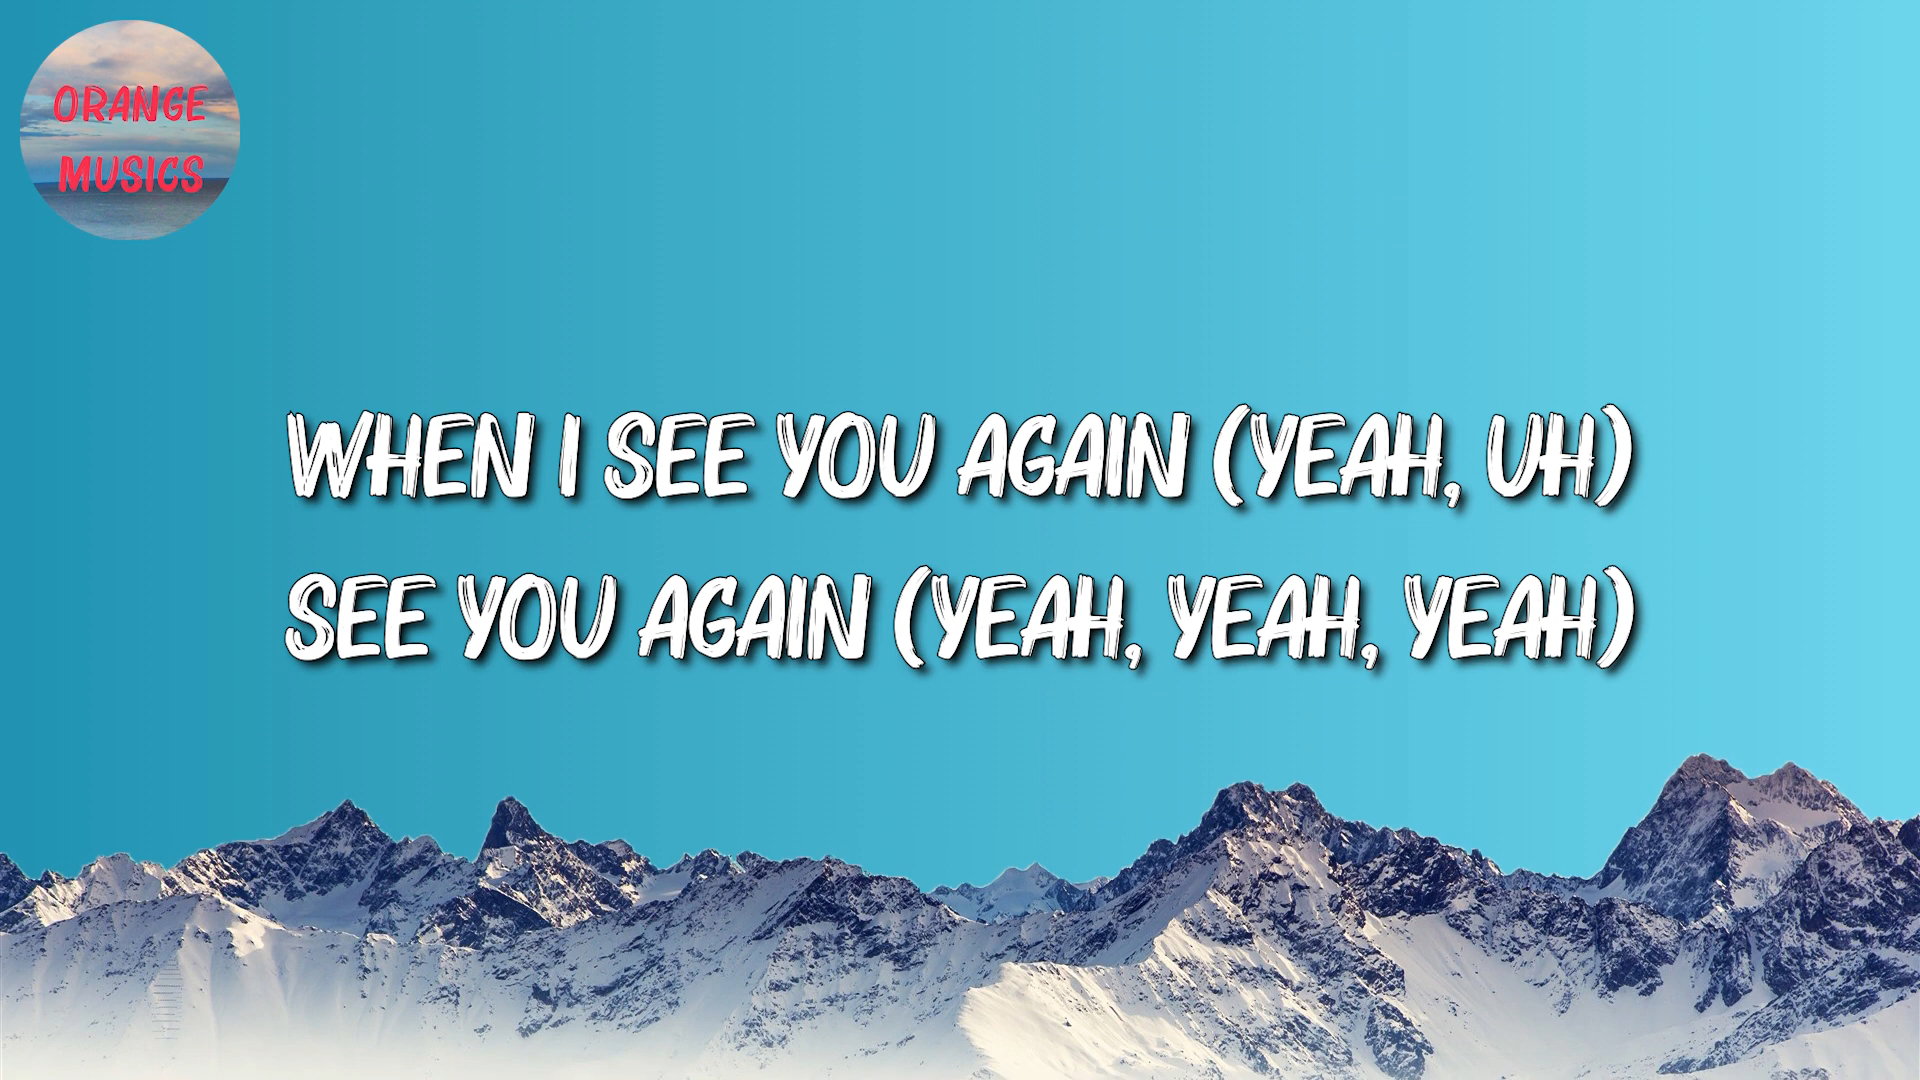 ORANGE
MUSICS
WHEN I SEE YOU AGAIN (YEAH, UH)
SEE YOU AGAIN (YEAH, YEAH, YEAH)